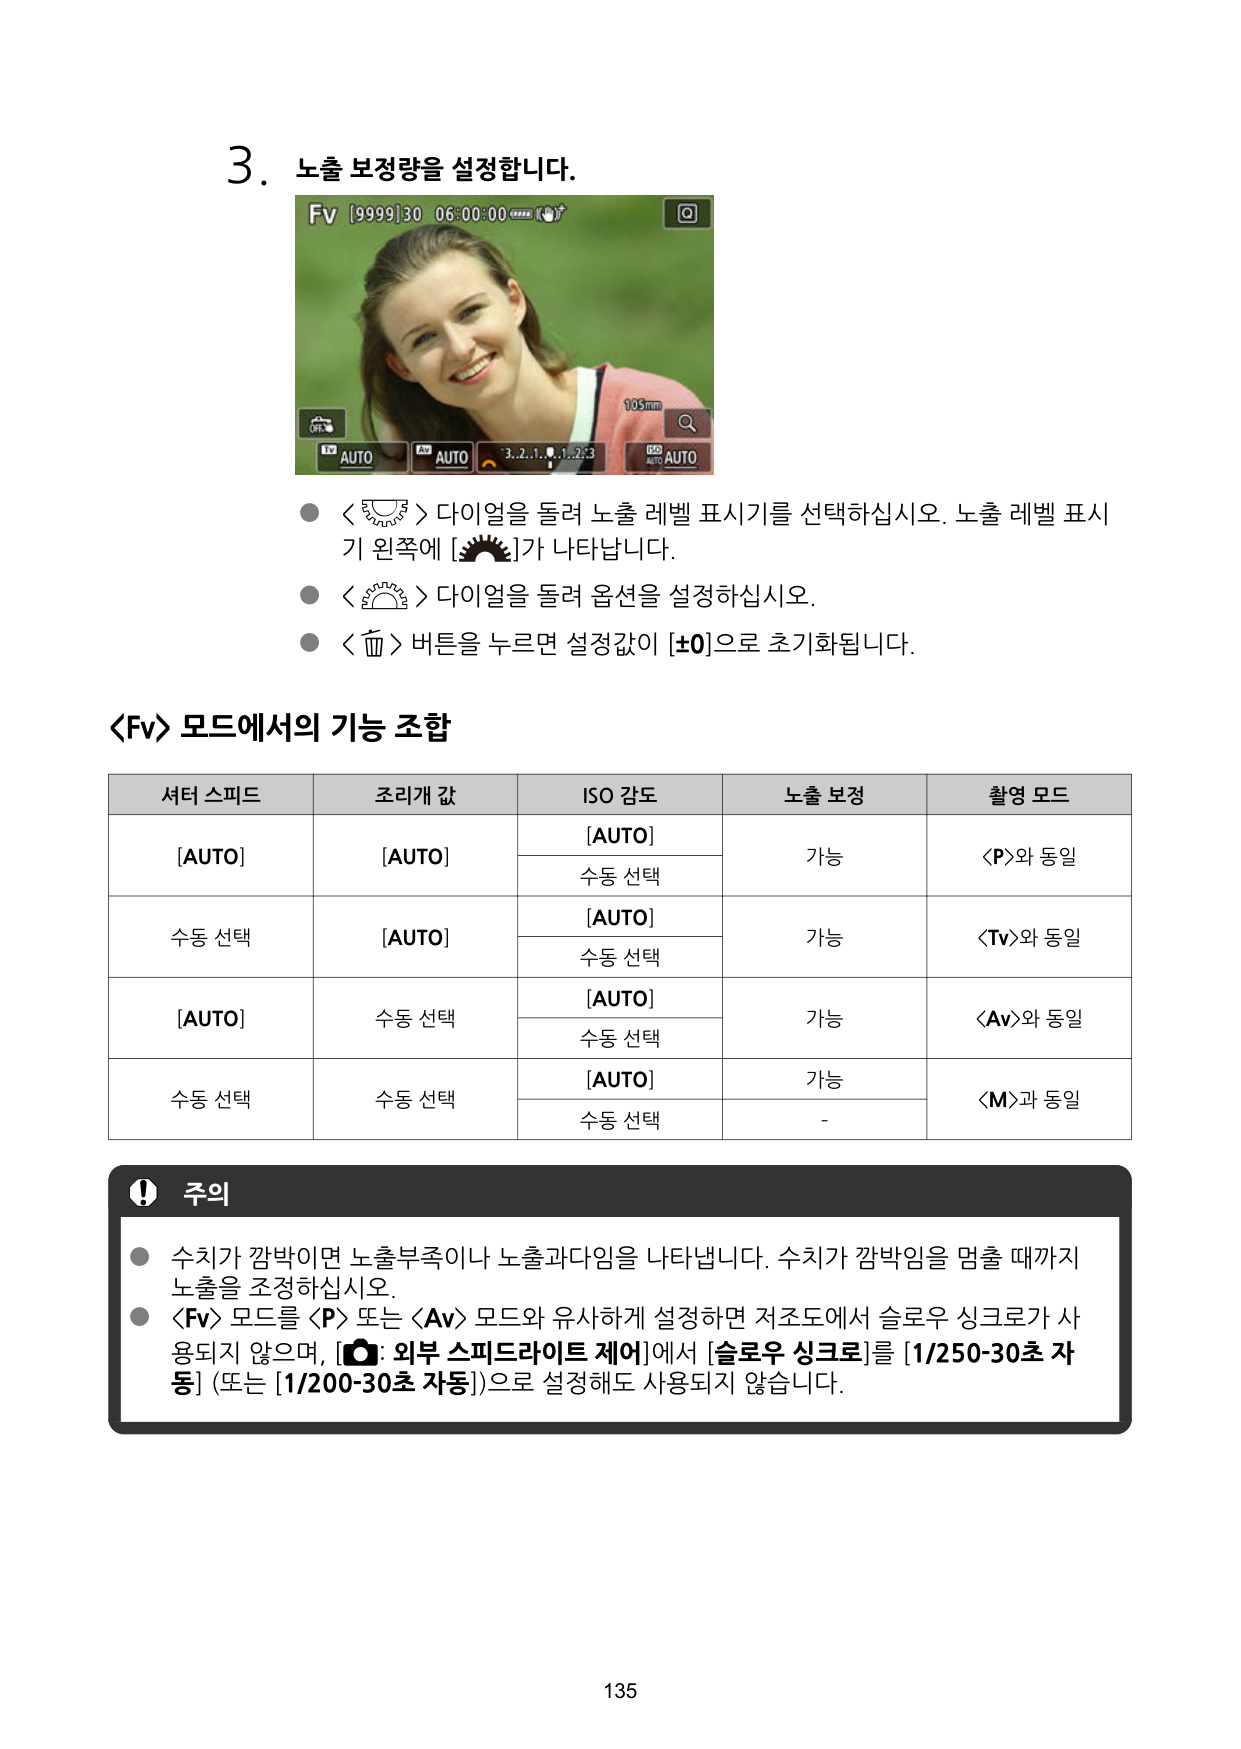 3. 노출 보정량을 설정합니다.
Fv [9999]30 06:00:00
Q
105mm
OFF
Tv AUTO Av AUTO 3..2..1..1..2..3 ISO AUTO AUTO
● < > 다이얼을 돌려 노출 레벨 표시기를 선택하십시오. 노출 레벨 표시
기 왼쪽에 [ ]가 나타납니다.
● < > 다이얼을 돌려 옵션을 설정하십시오.
● < > 버튼을 누르면 설정값이 [±0]으로 초기화됩니다.
<Fv> 모드에서의 기능 조합
셔터 스피드 조리개 값 ISO 감도 노출 보정 촬영 모드
[AUTO] [AUTO] [AUTO] 가능 <P>와 동일
수동 선택
수동 선택 [AUTO] [AUTO] 가능 <Tv>와 동일
수동 선택
[AUTO] 수동 선택 [AUTO] 가능 <Av>와 동일
수동 선택
수동 선택 수동 선택 [AUTO] 가능 <M>과 동일
수동 선택 -
주의
● 수치가 깜박이면 노출부족이나 노출과다임을 나타냅니다. 수치가 깜박임을 멈출 때까지
노출을 조정하십시오.
● <Fv> 모드를 <P> 또는 <Av> 모드와 유사하게 설정하면 저조도에서 슬로우 싱크로가 사
용되지 않으며, [ : 외부 스피드라이트 제어]에서 [슬로우 싱크로]를 [1/250-30초 자
동] (또는 [1/200-30초 자동])으로 설정해도 사용되지 않습니다.
135